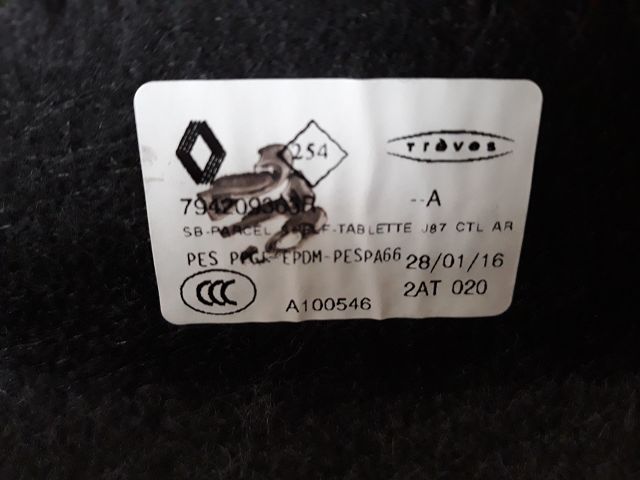 254
Trèves
--A
SB-PARCEL SHELF-TABLETTE J87 CTL AR
PES EPDM-PESPA66 28/01/16
CCC
A100546
2AT 020